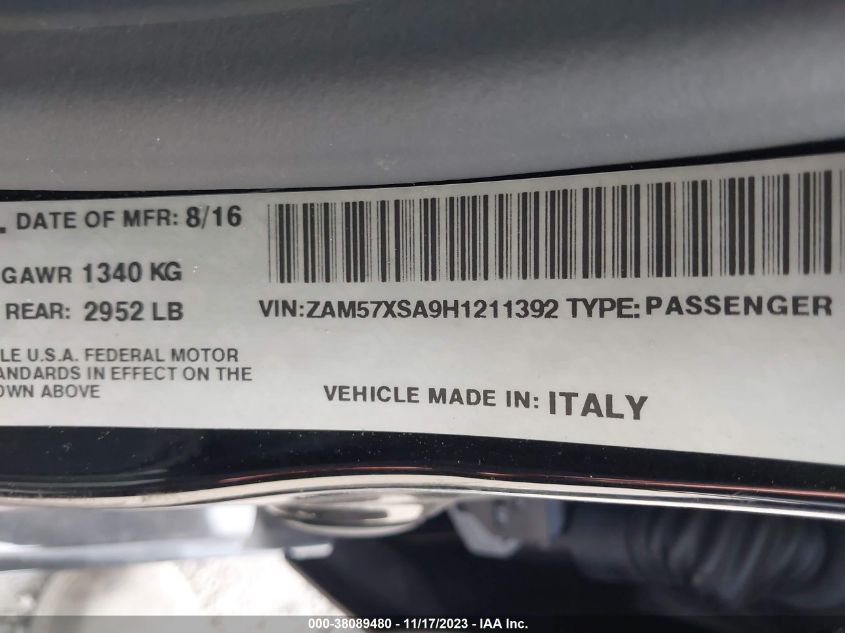 L DATE OF MFR: 8/16
GAWR 1340 KG
REAR: 2952 LB
VIN:ZAM57XSA9H1211392 TYPE: PASSENGER
LE U.S.A. FEDERAL MOTOR
ANDARDS IN EFFECT ON THE
OWN ABOVE
VEHICLE MADE IN: ITALY
000-38089480 - 11/17/2023 - IAA Inc.